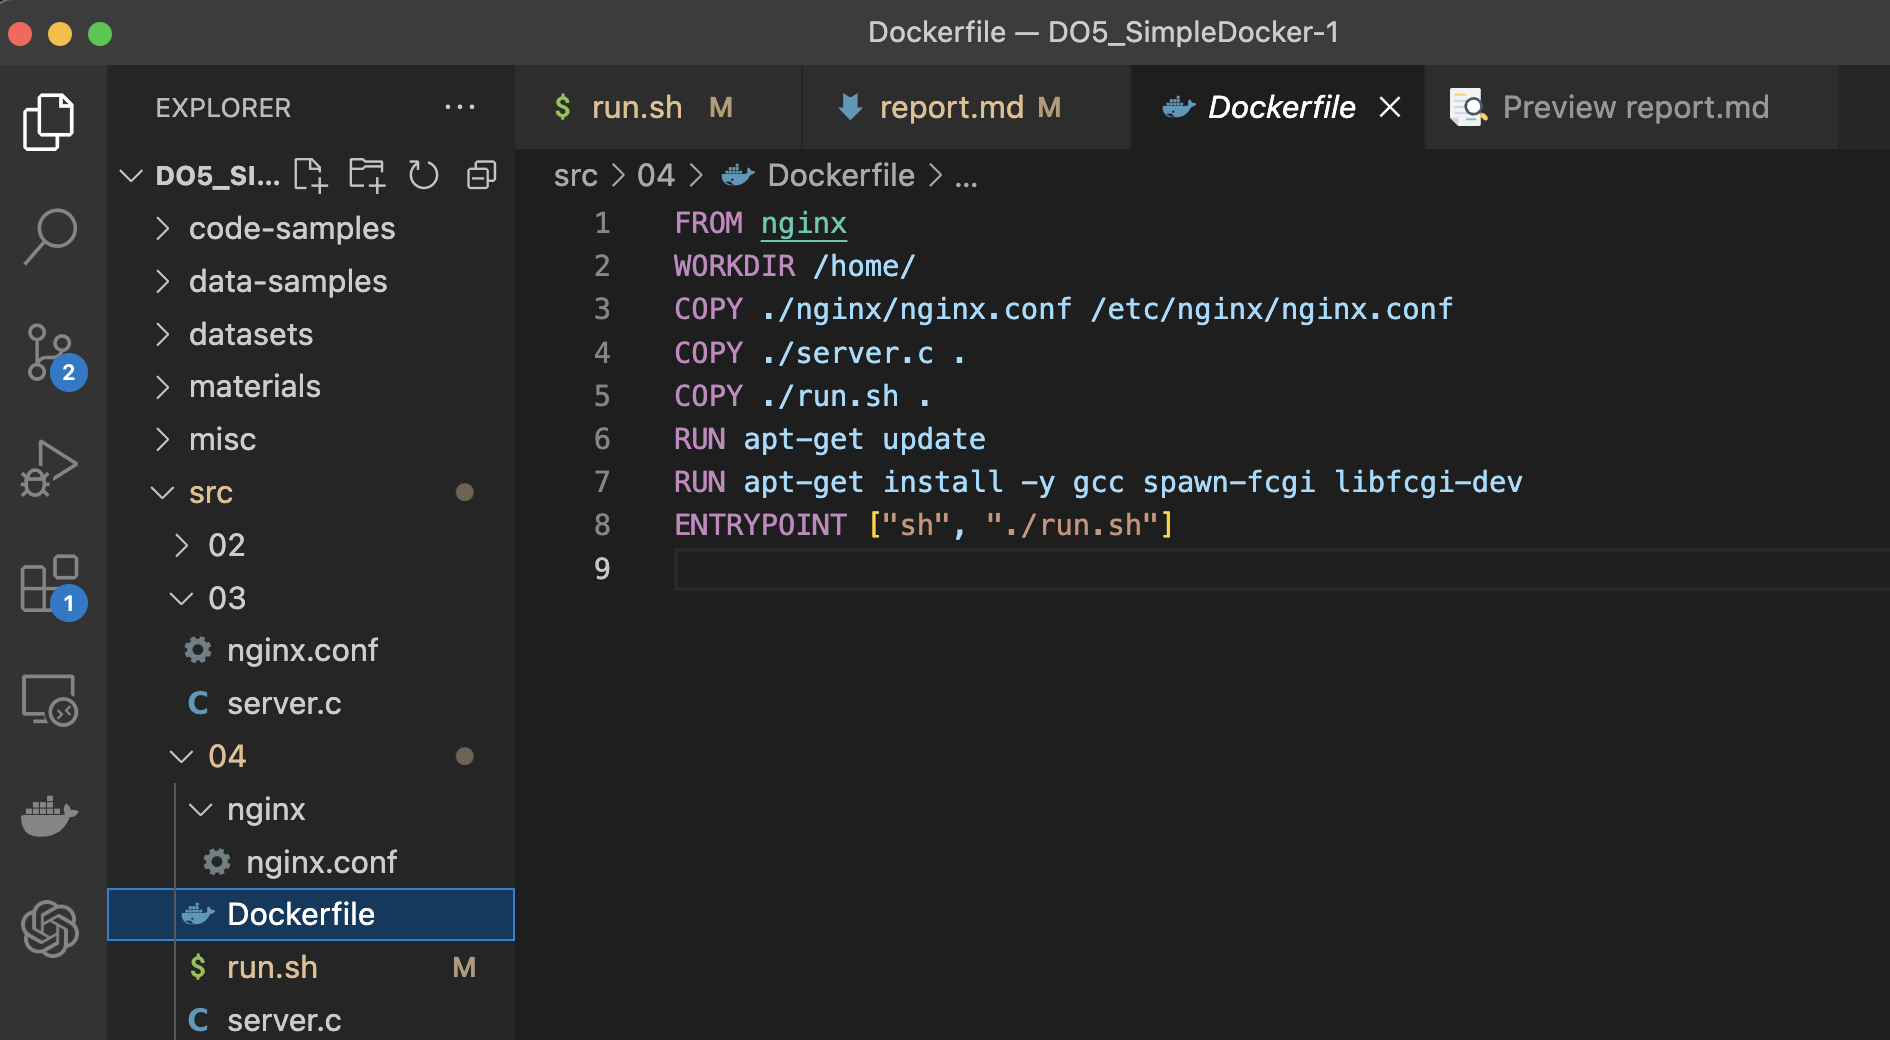 Dockerfile — DO5_SimpleDocker-1
EXPLORER
DO5_SI...
code-samples
data-samples
datasets
materials
misc
src
02
03
nginx.conf
C server.c
04
nginx
nginx.conf
Dockerfile
$ run.sh M
C server.c
2
1
$ run.sh M
report.md M
Dockerfile
Preview report.md
src > 04 > Dockerfile > ...
1 FROM nginx
2 WORKDIR /home/
3 COPY ./nginx/nginx.conf /etc/nginx/nginx.conf
4 COPY ./server.c .
5 COPY ./run.sh .
6 RUN apt-get update
7 RUN apt-get install -y gcc spawn-fcgi libfcgi-dev
8 ENTRYPOINT ["sh", "./run.sh"]
9